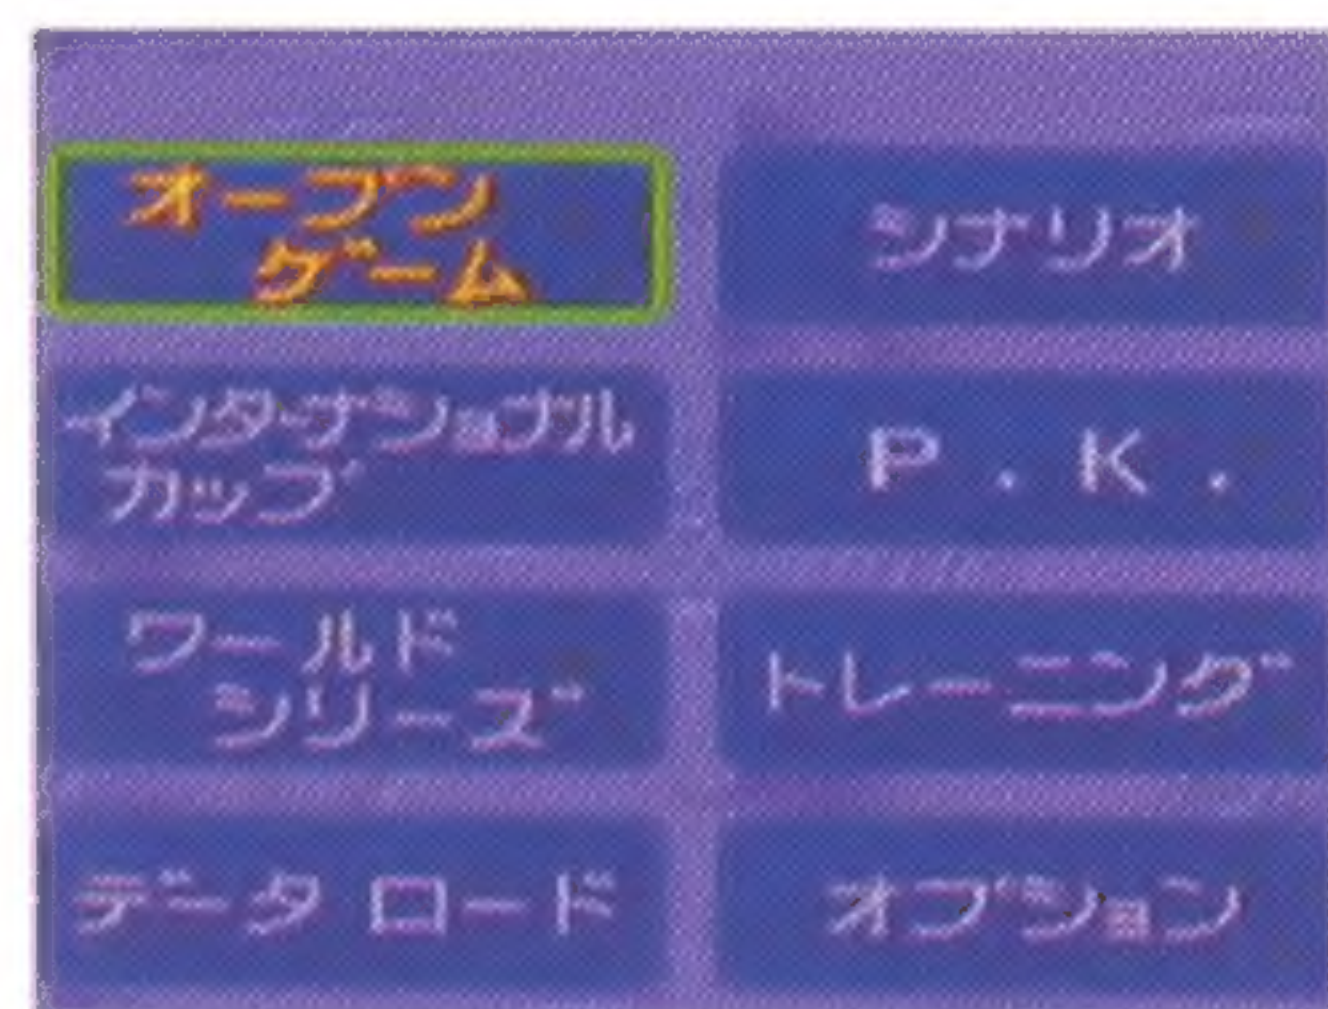 オープン
ゲーム
シナリオ
インターナショナル
カップ
P.K.
ワールド
シリーズ
トレーニング
データ ロード
オプション